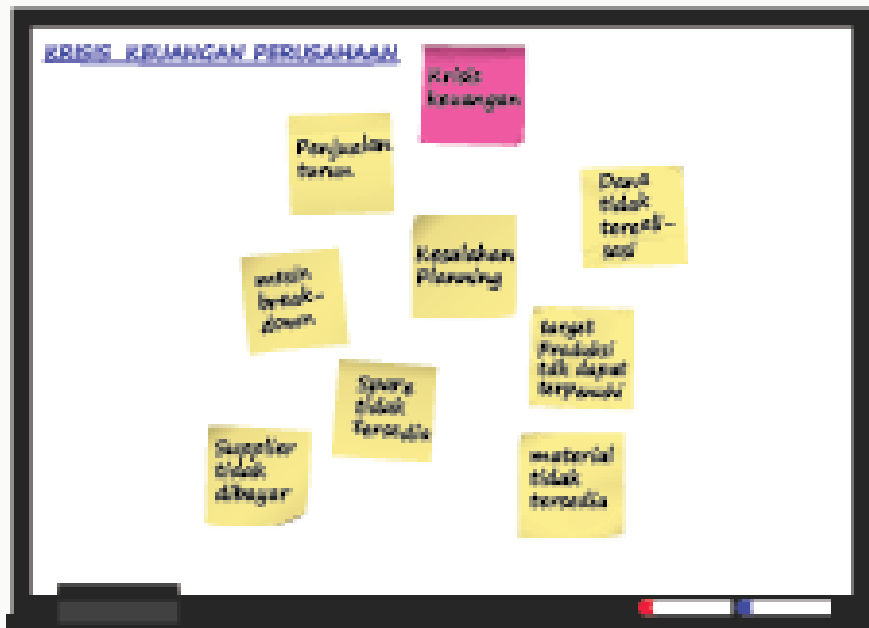 KRISIS KEUANGAN PERUSAHAAN
Krisis
keuangan
Penjualan
turun
Dana
tidak
tereali-
sasi
Kesalahan
Planning
mesin
break-
down
target
Produksi
tdk dapat
terpenuhi
Spare
tidak
tersedia
Supplier
tidak
dibayar
material
tidak
tersedia